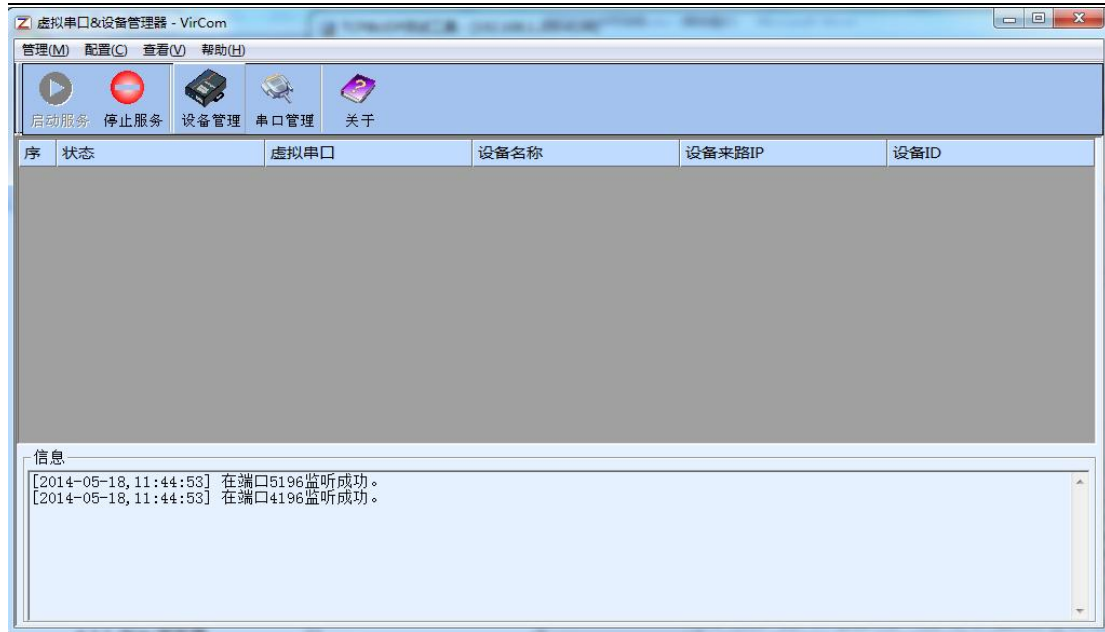 虚拟串口&设备管理器 - VirCom
管理(M) 配置(C) 查看(V) 帮助(H)
启动服务 停止服务 设备管理 串口管理 关于
序 状态 虚拟串口 设备名称 设备来路IP 设备ID
信息
[2014-05-18,11:44:53] 在端口5196监听成功。
[2014-05-18,11:44:53] 在端口4196监听成功。